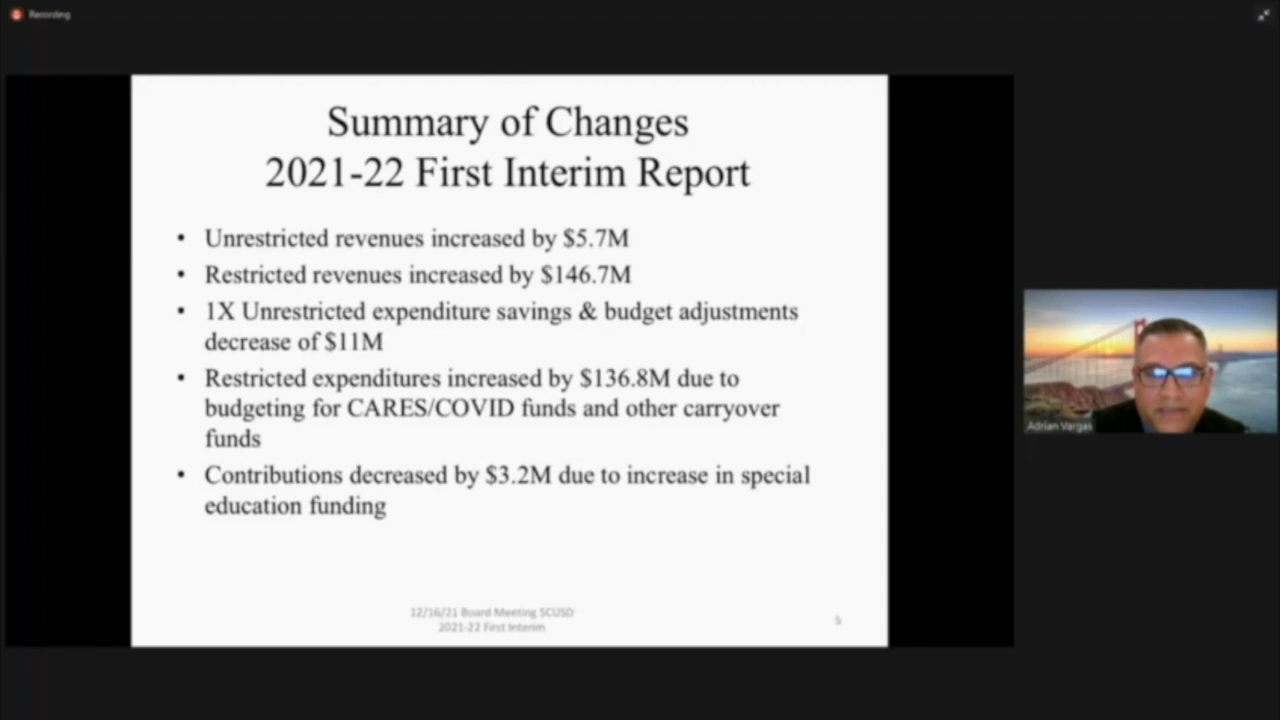 Recording
Summary of Changes
2021-22 First Interim Report
• Unrestricted revenues increased by $5.7M
• Restricted revenues increased by $146.7M
• 1X Unrestricted expenditure savings & budget adjustments
decrease of $11M
• Restricted expenditures increased by $136.8M due to
budgeting for CARES/COVID funds and other carryover
funds
• Contributions decreased by $3.2M due to increase in special
education funding
12/16/21 Board Meeting SCUSD
2021-22 First Interim
5
Adrian Vargas